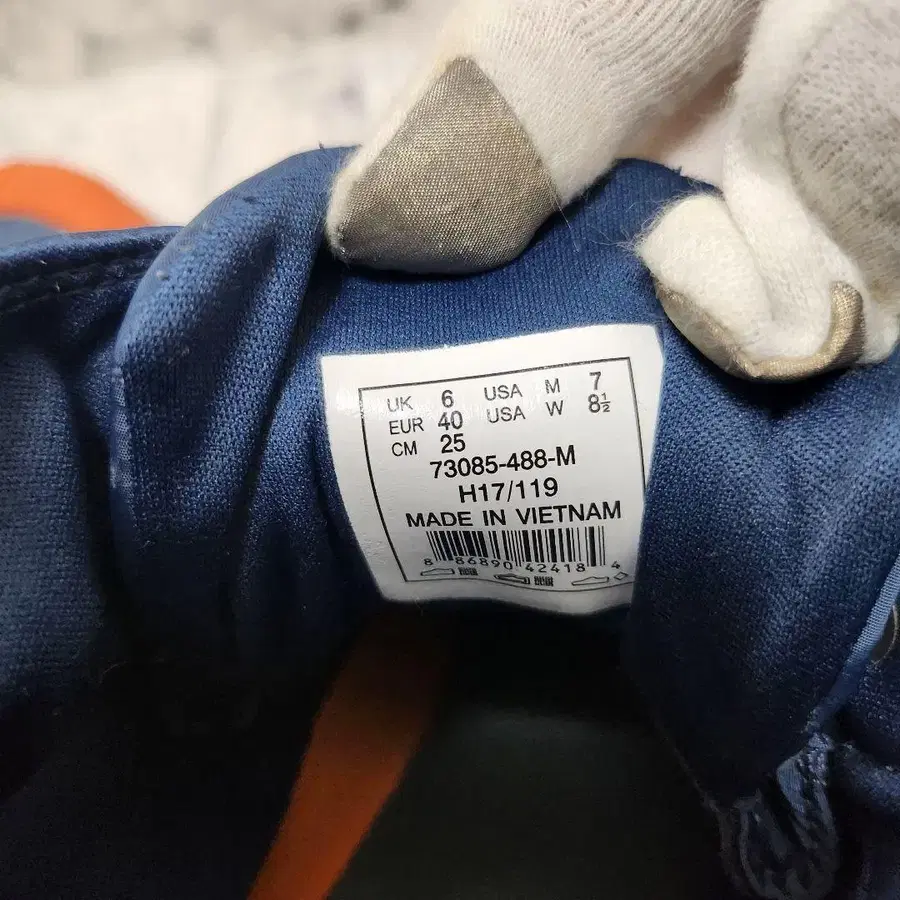 UK 6 USA M 7
EUR 40 USA W 8½
CM 25
73085-488-M
H17/119
MADE IN VIETNAM
8 86890 42418 4